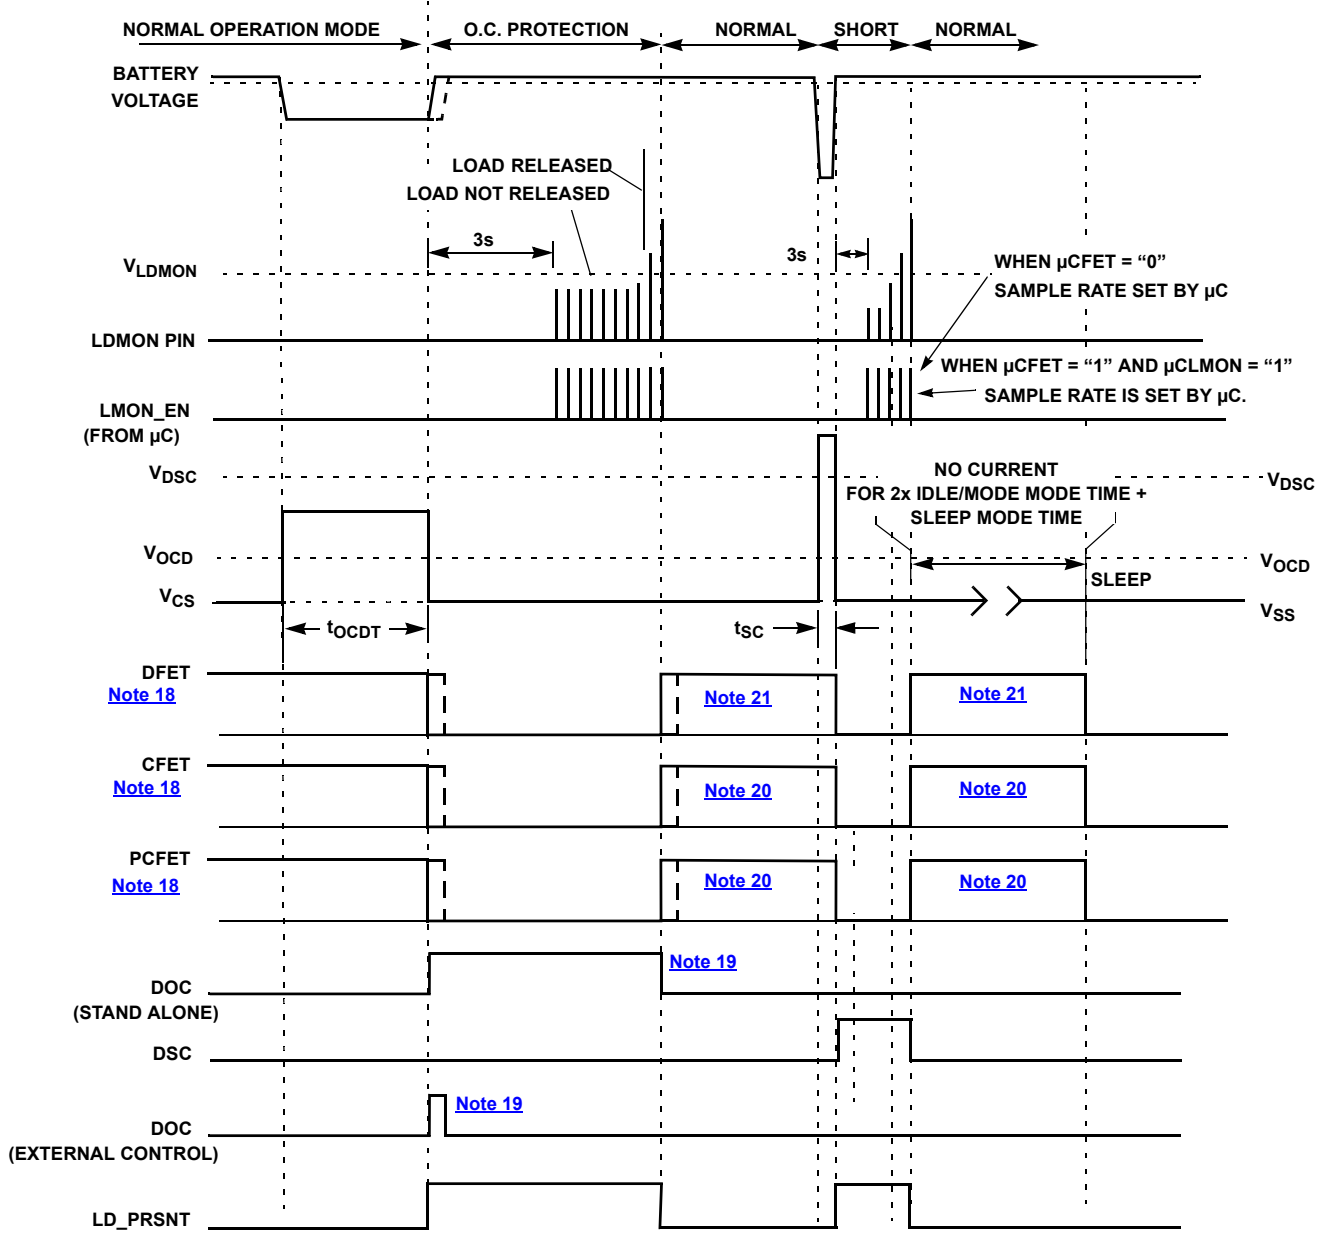 NORMAL OPERATION MODE
O.C. PROTECTION
NORMAL
SHORT
NORMAL
BATTERY
VOLTAGE
LOAD RELEASED
LOAD NOT RELEASED
3s
3s
VLDMON
WHEN µCFET = “0”
SAMPLE RATE SET BY µC
LDMON PIN
WHEN µCFET = “1” AND µCLMON = “1”
SAMPLE RATE IS SET BY µC.
LMON_EN
(FROM µC)
VDSC
NO CURRENT
FOR 2x IDLE/MODE MODE TIME +
SLEEP MODE TIME
VDSC
VOCD
VOCD
SLEEP
VCS
VSS
tOCDT
tSC
DFET
Note 18
Note 21
Note 21
CFET
Note 18
Note 20
Note 20
PCFET
Note 18
Note 20
Note 20
DOC
(STAND ALONE)
Note 19
DSC
Note 19
DOC
(EXTERNAL CONTROL)
LD_PRSNT